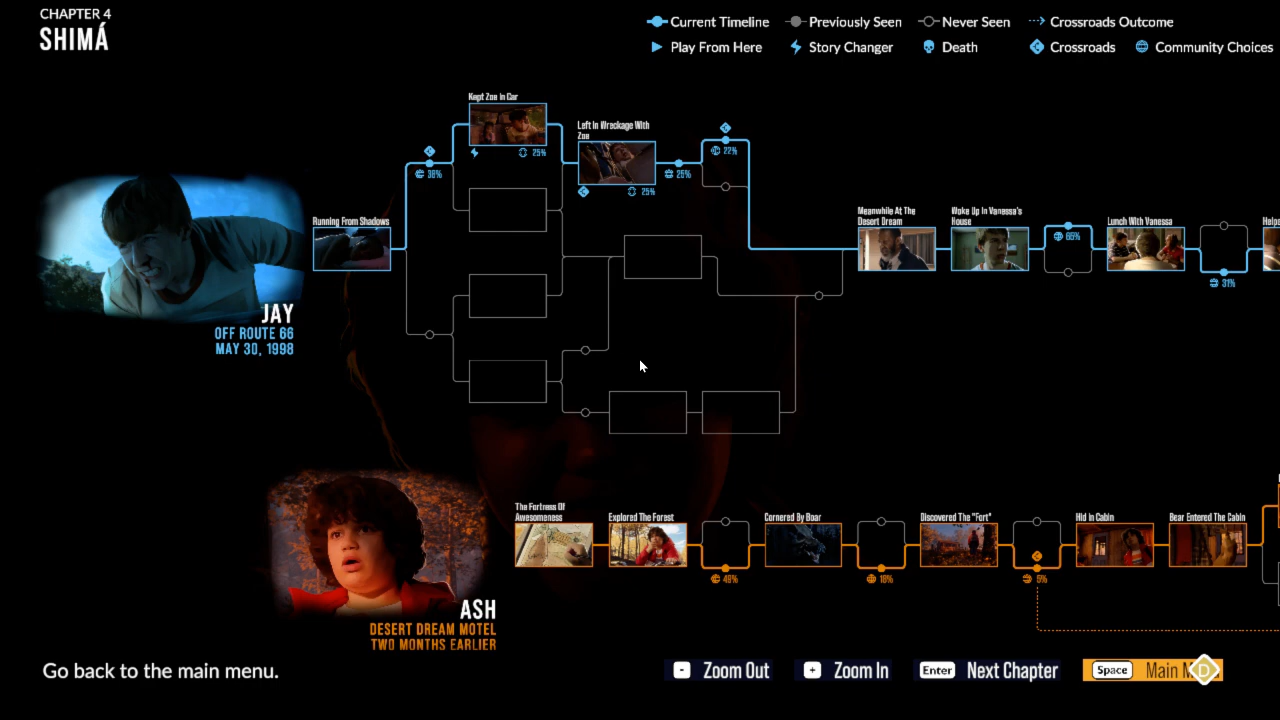 CHAPTER 4
SHIMÁ
Current Timeline
Previously Seen
Never Seen
Crossroads Outcome
Play From Here
Story Changer
Death
Crossroads
Community Choices
Kept Zoe In Car
25%
38%
Left In Wreckage With
Zoe
25%
26%
22%
Running From Shadows
Meanwhile At The
Desert Dream
Woke Up In Vanessa's
House
66%
Lunch With Vanessa
31%
Helpe
JAY
OFF ROUTE 66
MAY 30, 1998
The Fortress Of
Awesomeness
Explored The Forest
49%
Cornered By Boar
18%
Discovered The "Fort"
5%
Hid In Cabin
Bear Entered The Cabin
ASH
DESERT DREAM MOTEL
TWO MONTHS EARLIER
Go back to the main menu.
- Zoom Out
+ Zoom In
Enter Next Chapter
Space Main M
D